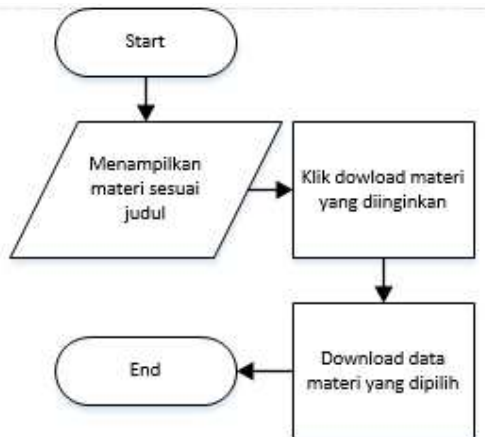 Start
Menampilkan
materi sesuai
judul
Klik dowload materi
yang diinginkan
Download data
materi yang dipilih
End